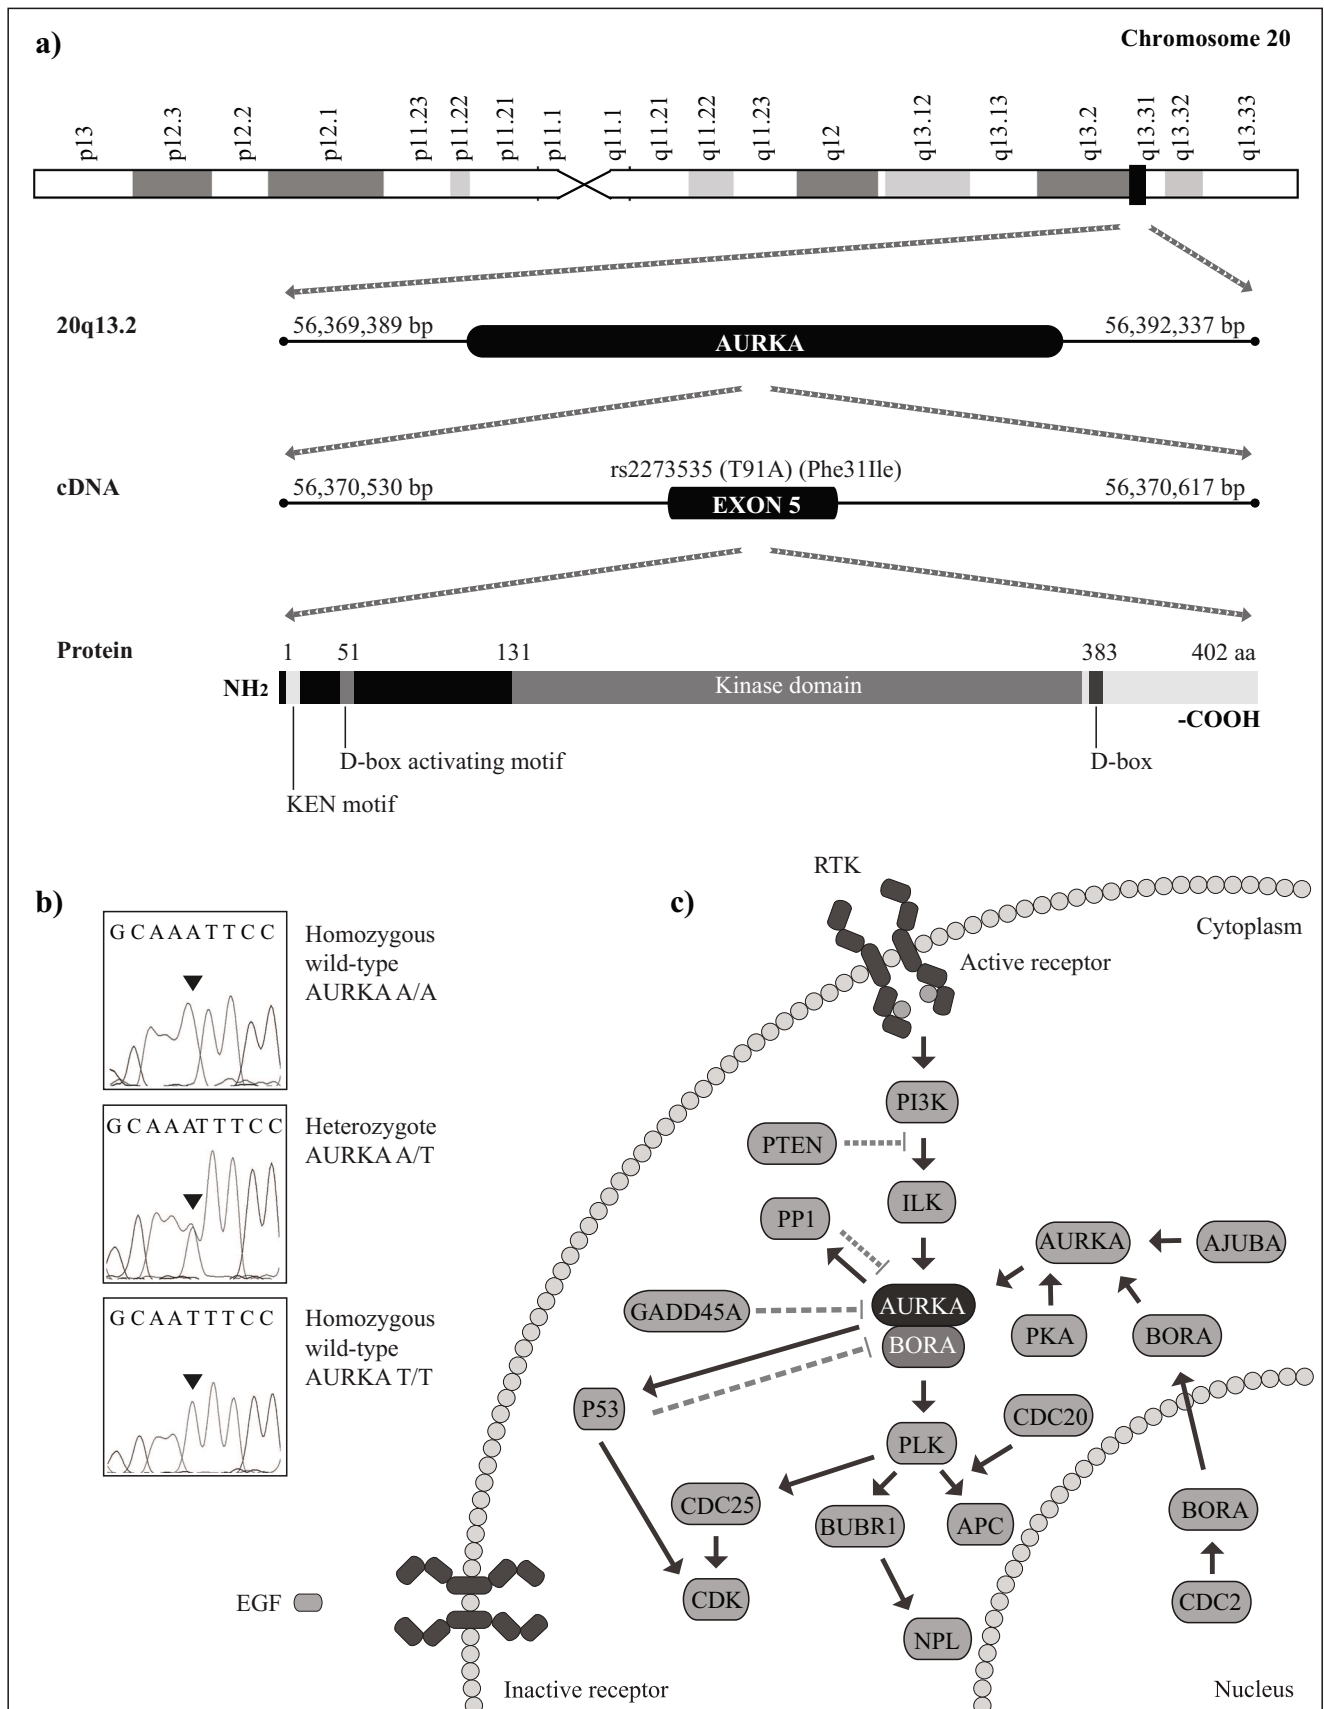 a)
Chromosome 20
p13
p12.3
p12.2
p12.1
p11.23
p11.22
p11.21
p11.1
q11.1
q11.21
q11.22
q11.23
q12
q13.12
q13.13
q13.2
q13.31
q13.32
q13.33
20q13.2
56,369,389 bp
56,392,337 bp
AURKA
cDNA
rs2273535 (T91A) (Phe31Ile)
56,370,530 bp
56,370,617 bp
EXON 5
Protein
1
51
131
383
402 aa
NH2
Kinase domain
-COOH
D-box activating motif
D-box
KEN motif
b)
G C A A A T T C C
Homozygous
wild-type
AURKA A/A
G C A A AT T T C C
Heterozygote
AURKA A/T
G C A A T T T C C
Homozygous
wild-type
AURKA T/T
c)
RTK
Cytoplasm
Active receptor
PI3K
PTEN
ILK
PP1
AURKA
AJUBA
GADD45A
AURKA
BORA
PKA
BORA
P53
CDC20
PLK
CDC25
BUBR1
APC
BORA
CDK
CDC2
EGF
NPL
Inactive receptor
Nucleus